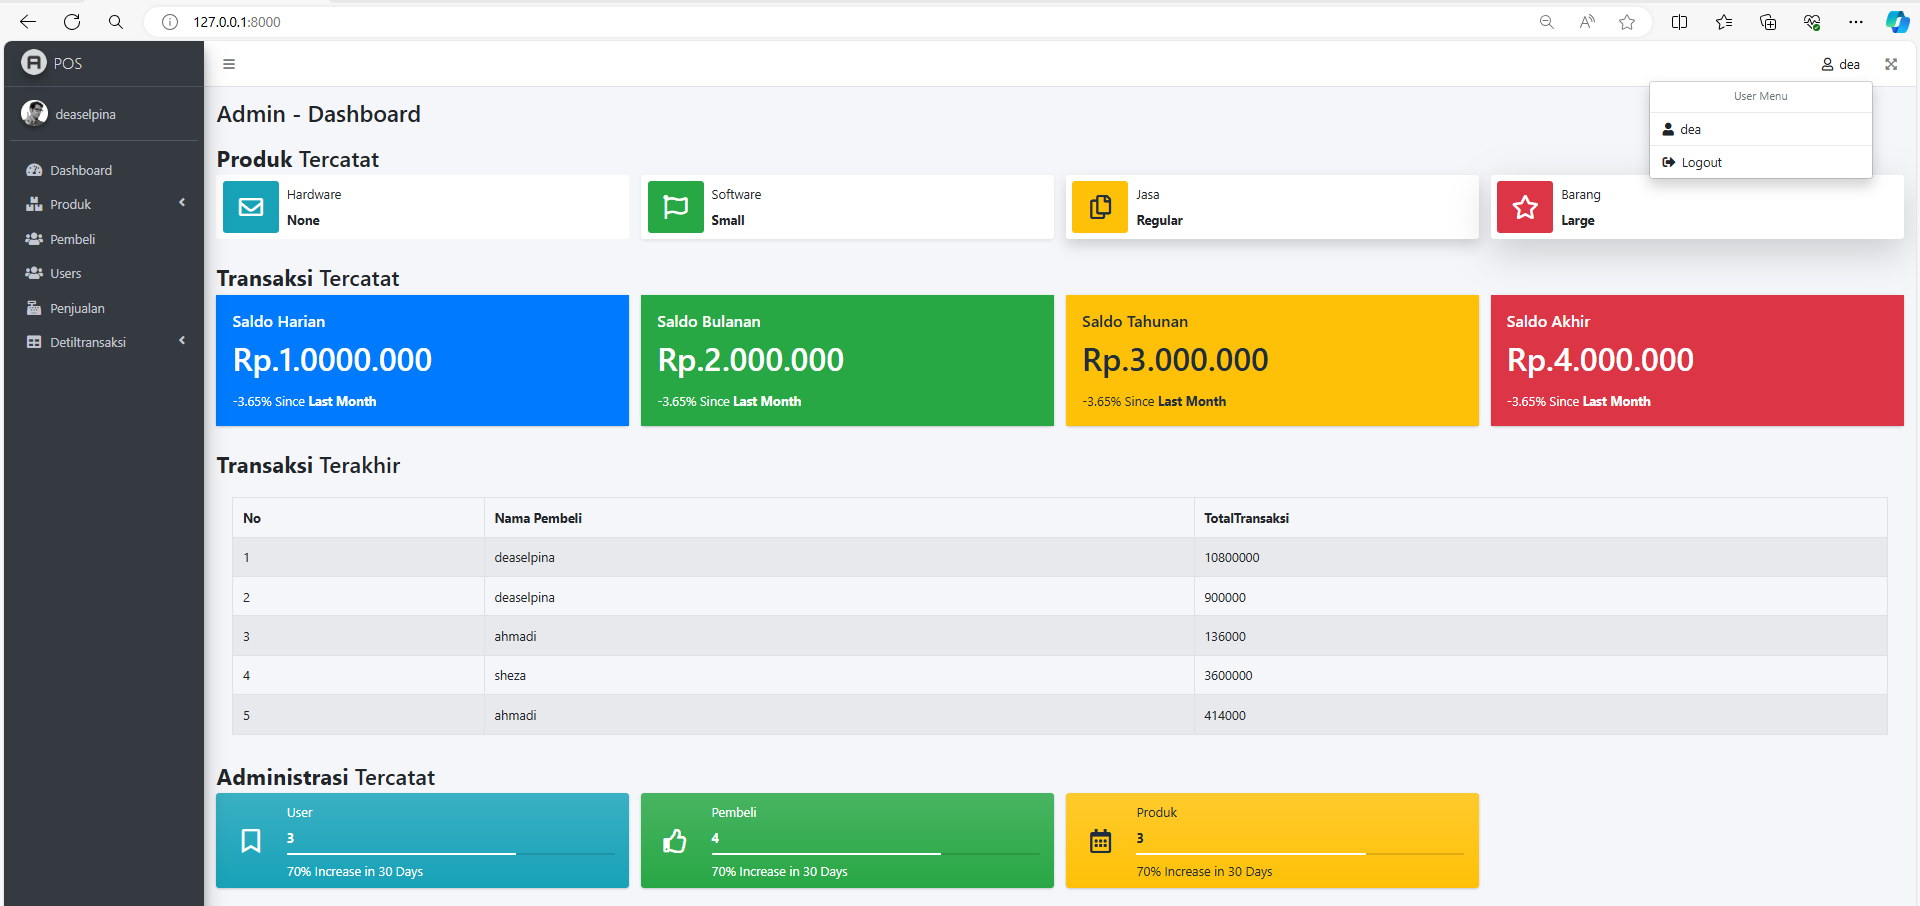 127.0.0.1:8000
POS
dea
User Menu
dea
Logout
deaselpina
Dashboard
Produk
Pembeli
Users
Penjualan
Detiltransaksi
Admin - Dashboard
Produk Tercatat
Hardware
None
Software
Small
Jasa
Regular
Barang
Large
Transaksi Tercatat
Saldo Harian
Rp.1.0000.000
-3.65% Since Last Month
Saldo Bulanan
Rp.2.000.000
-3.65% Since Last Month
Saldo Tahunan
Rp.3.000.000
-3.65% Since Last Month
Saldo Akhir
Rp.4.000.000
-3.65% Since Last Month
Transaksi Terakhir
No Nama Pembeli TotalTransaksi
1 deaselpina 10800000
2 deaselpina 900000
3 ahmadi 136000
4 sheza 3600000
5 ahmadi 414000
Administrasi Tercatat
User
3
70% Increase in 30 Days
Pembeli
4
70% Increase in 30 Days
Produk
3
70% Increase in 30 Days